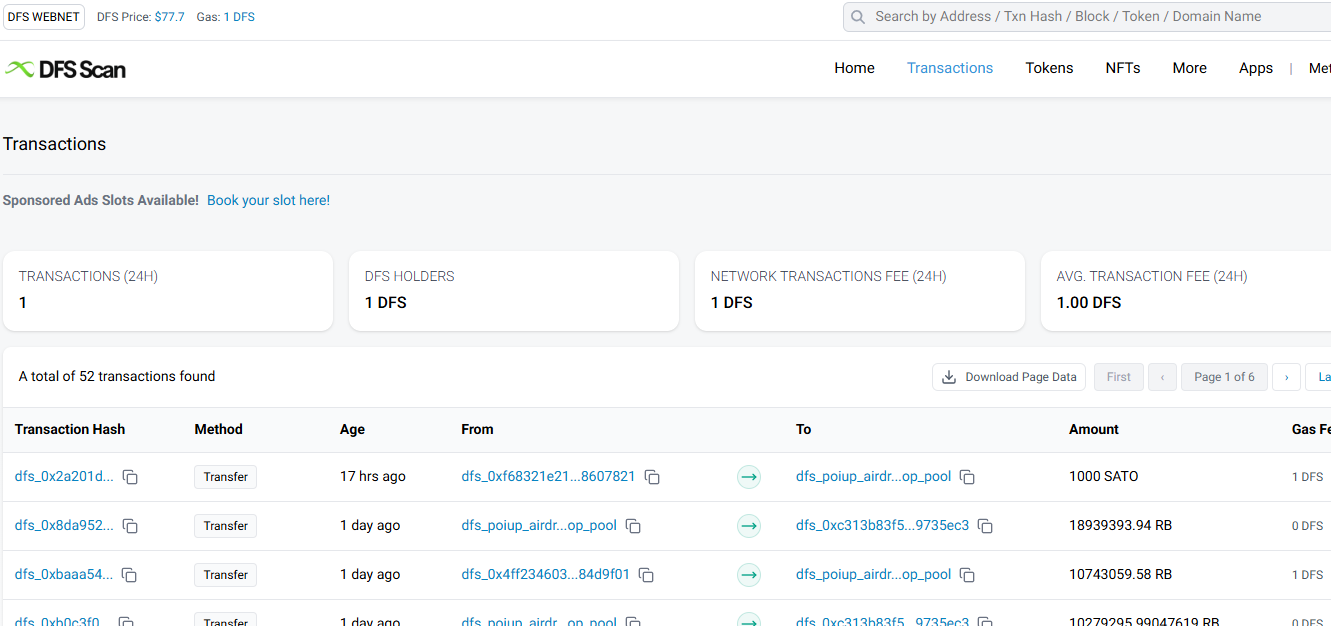 DFS WEBNET DFS Price: $77.7 Gas: 1 DFS Search by Address / Txn Hash / Block / Token / Domain Name
DFS Scan Home Transactions Tokens NFTs More Apps |
Transactions
Sponsored Ads Slots Available! Book your slot here!
TRANSACTIONS (24H) DFS HOLDERS NETWORK TRANSACTIONS FEE (24H) AVG. TRANSACTION FEE (24H)
1 1 DFS 1 DFS 1.00 DFS
A total of 52 transactions found Download Page Data First ‹ Page 1 of 6 › La
Transaction Hash Method Age From To Amount Gas Fe
dfs_0x2a201d... Transfer 17 hrs ago dfs_0xf68321e21...8607821 dfs_poiup_airdr...op_pool 1000 SATO 1 DFS
dfs_0x8da952... Transfer 1 day ago dfs_poiup_airdr...op_pool dfs_0xc313b83f5...9735ec3 18939393.94 RB 0 DFS
dfs_0xbaaa54... Transfer 1 day ago dfs_0x4ff234603...84d9f01 dfs_poiup_airdr...op_pool 10743059.58 RB 1 DFS
dfs_0xb0c3f0... Transfer 1 day ago dfs_poiup_airdr...op_pool dfs_0xc313b83f5...9735ec3 10279295.99047619 RB 0 DFS